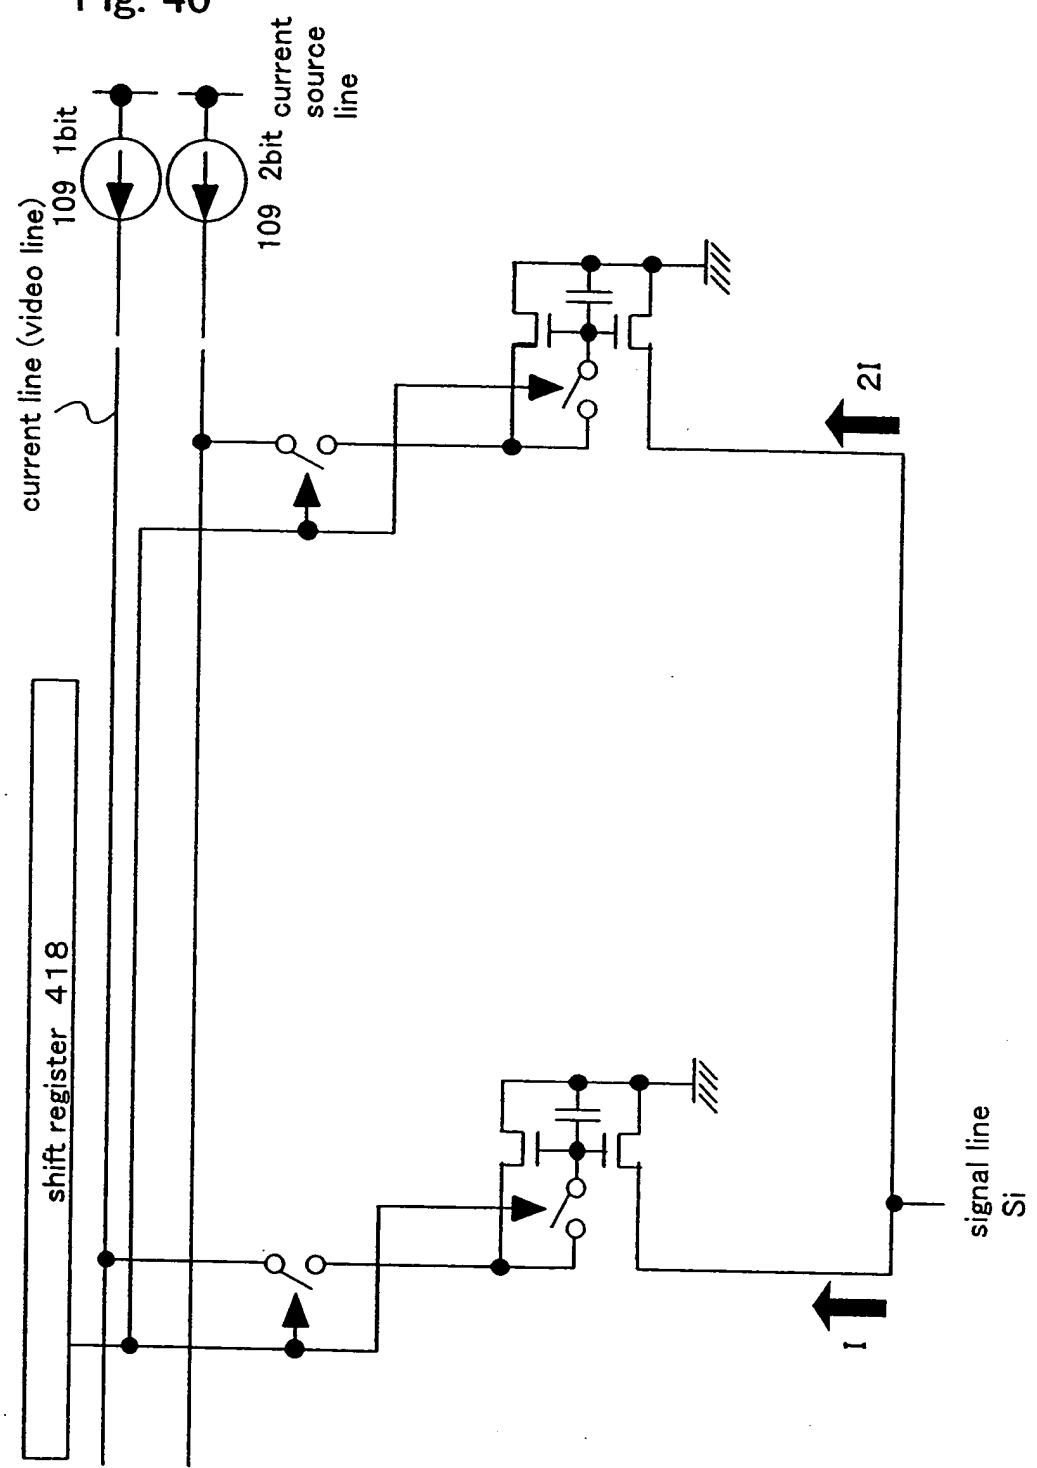 Fig. 40
current line (video line)
109 1bit
109 2bit
current
source
line
shift register 418
2I
I
signal line
Si